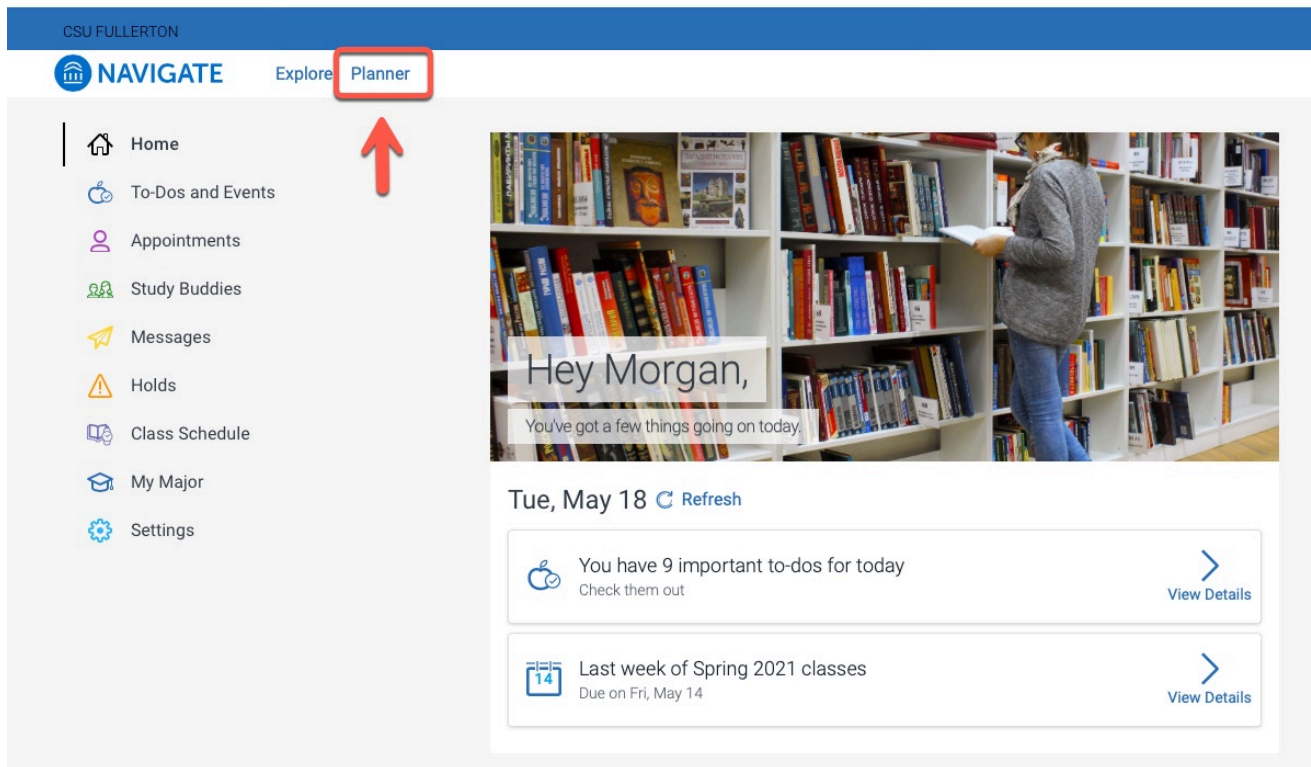 CSU FULLERTON
NAVIGATE Explore Planner
Home
To-Dos and Events
Appointments
Study Buddies
Messages
Holds
Class Schedule
My Major
Settings
Hey Morgan,
You've got a few things going on today.
Tue, May 18 Refresh
You have 9 important to-dos for today
Check them out
View Details
14
Last week of Spring 2021 classes
Due on Fri, May 14
View Details